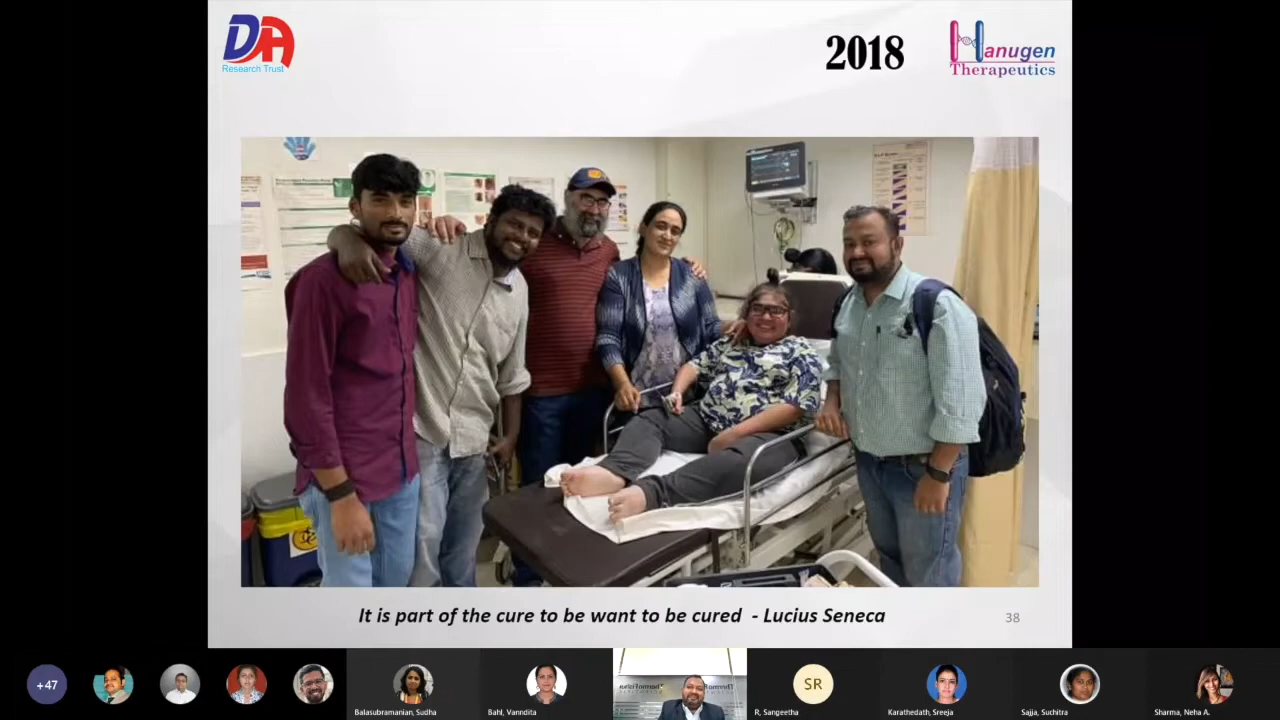 DA
Research Trust
2018
Hanugen
Therapeutics
It is part of the cure to be want to be cured - Lucius Seneca
38
+47
Balasubramanian, Sudha
Bahl, Vanndita
SR
R, Sangeetha
Karathedath, Sreeja
Sajja, Suchitra
Sharma, Neha A.